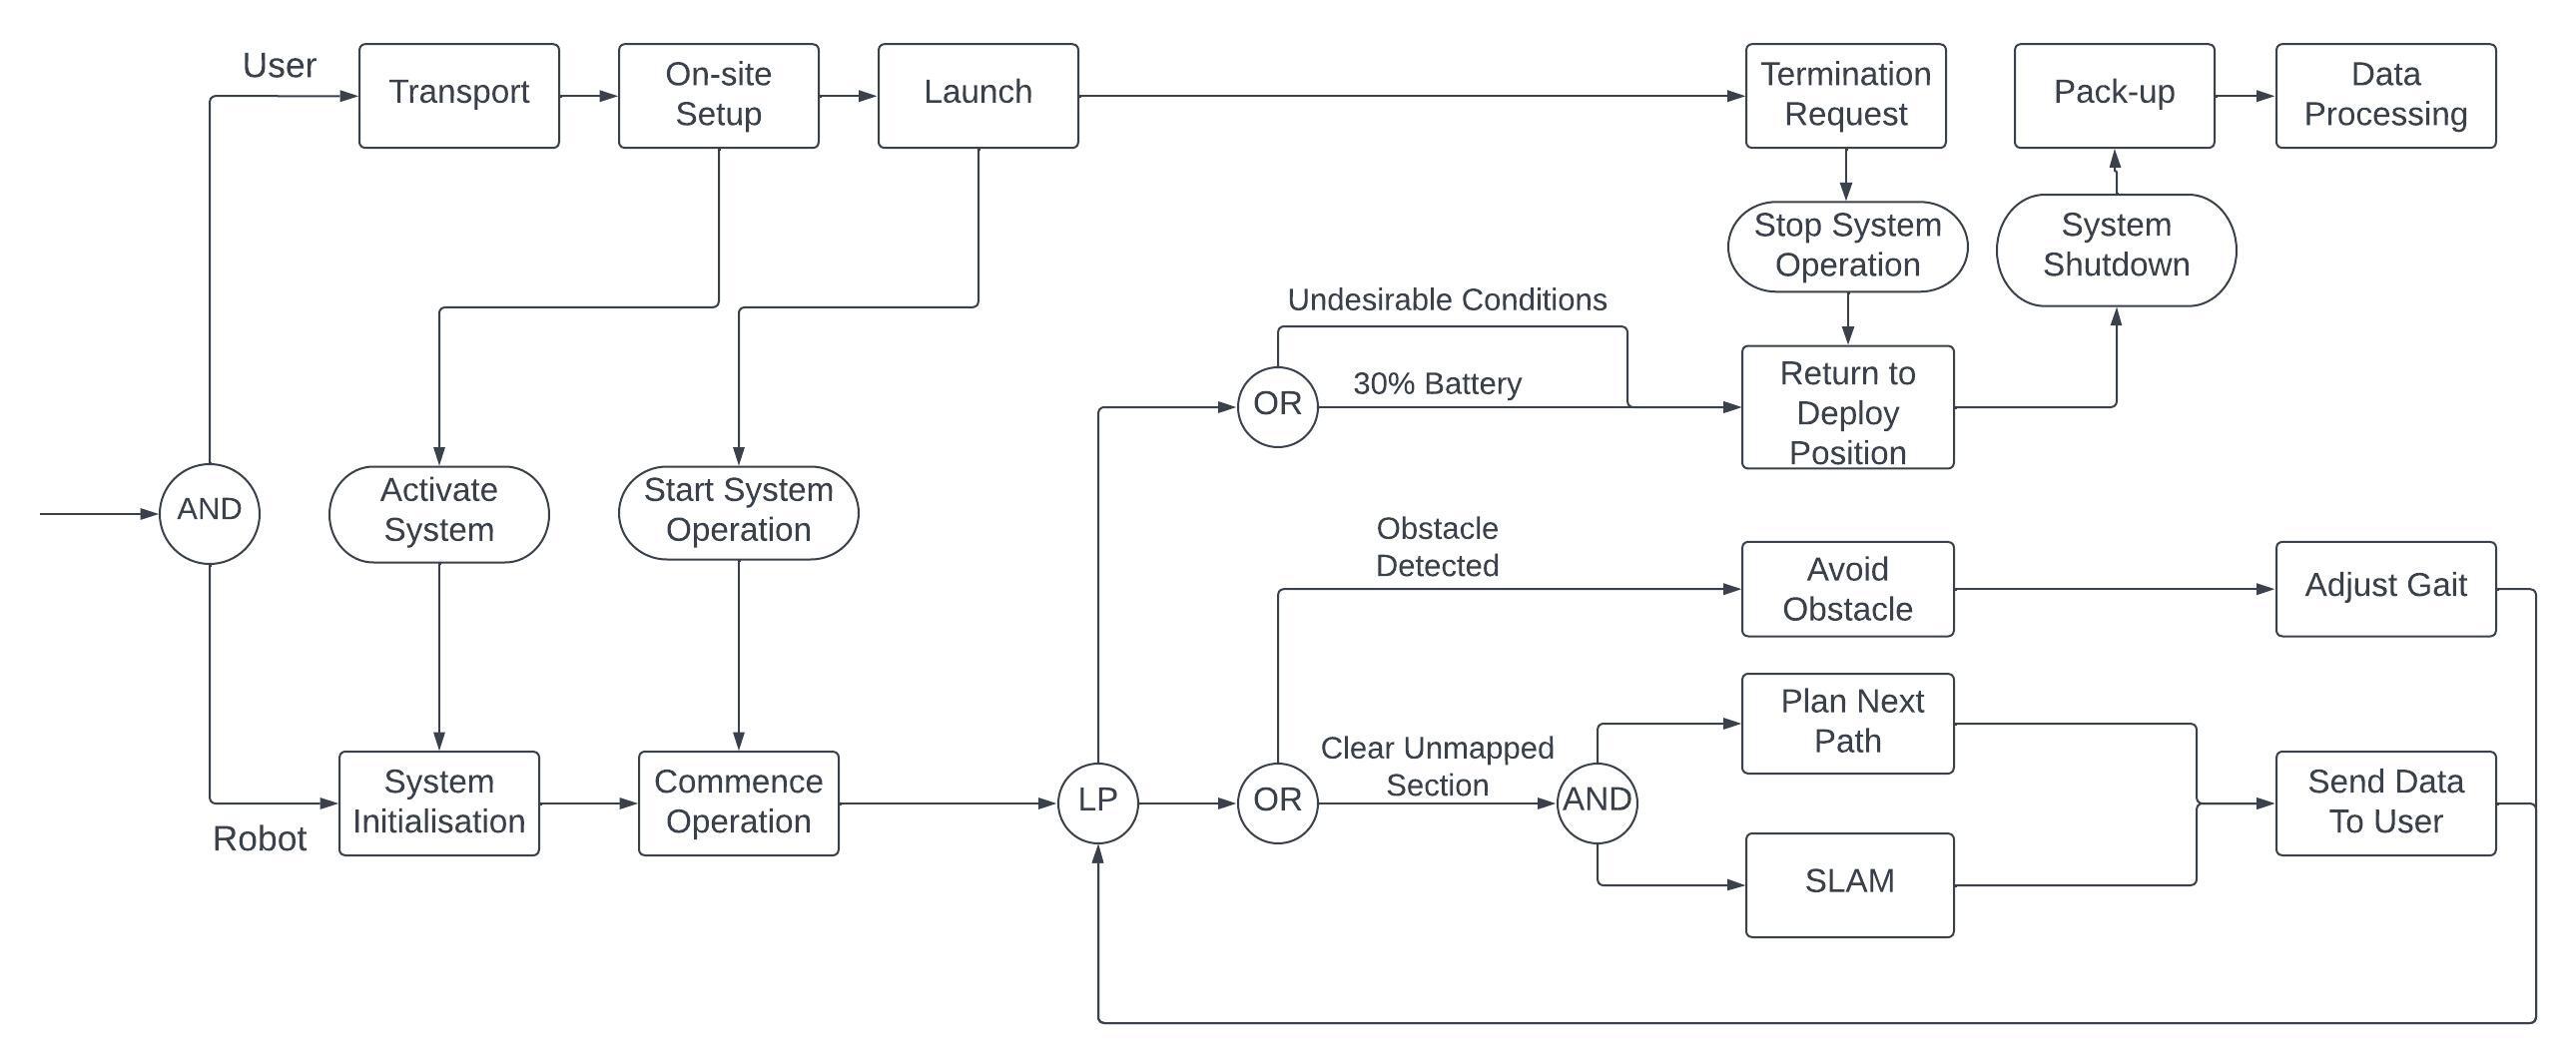 User
Transport
On-site
Setup
Launch
Termination
Request
Pack-up
Data
Processing
Stop System
Operation
System
Shutdown
Undesirable Conditions
30% Battery
OR
Return to
Deploy
Position
AND
Activate
System
Start System
Operation
Obstacle
Detected
Avoid
Obstacle
Adjust Gait
Robot
System
Initialisation
Commence
Operation
LP
OR
Clear Unmapped
Section
AND
Plan Next
Path
SLAM
Send Data
To User